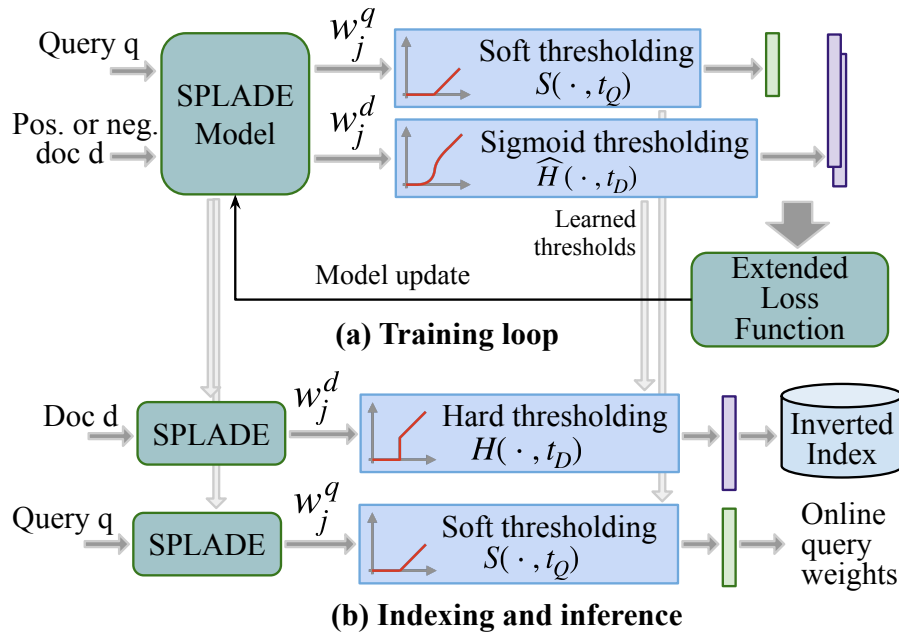 Query q
Pos. or neg.
doc d
SPLADE
Model
w_j^q
w_j^d
Soft thresholding
S( · , t_Q)
Sigmoid thresholding
Ĥ( · , t_D)
Learned
thresholds
Model update
Extended
Loss
Function
(a) Training loop
Doc d
SPLADE
w_j^d
Hard thresholding
H( · , t_D)
Inverted
Index
Query q
SPLADE
w_j^q
Soft thresholding
S( · , t_Q)
Online
query
weights
(b) Indexing and inference